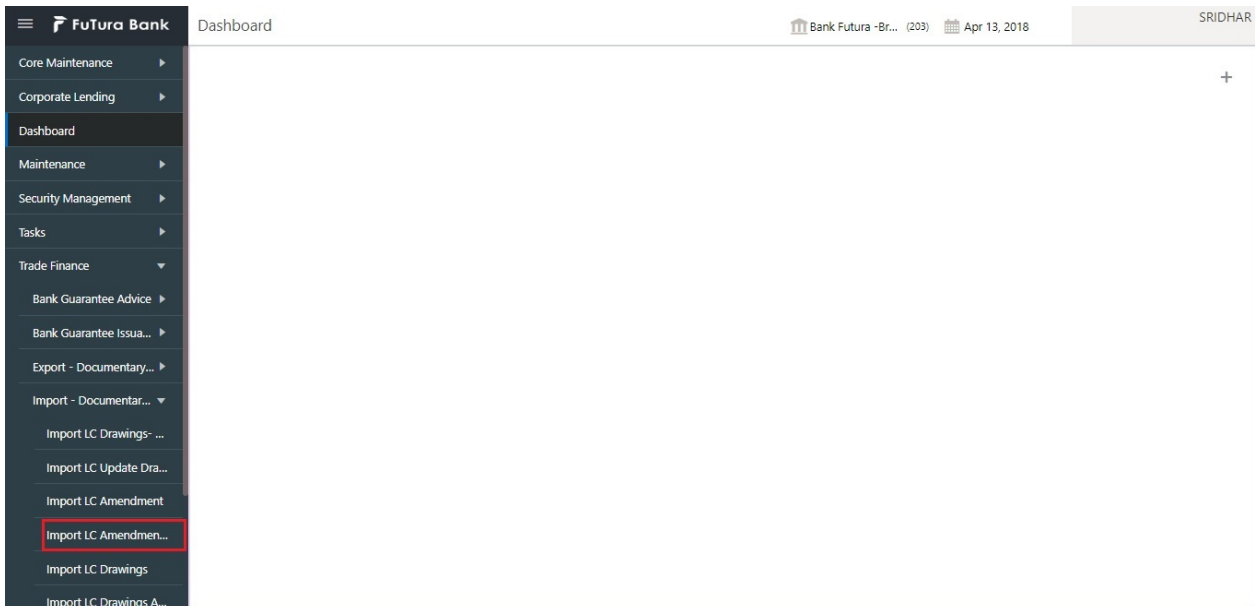 FuTura Bank
Dashboard
Bank Futura -Br... (203)
Apr 13, 2018
SRIDHAR
Core Maintenance
Corporate Lending
Dashboard
Maintenance
Security Management
Tasks
Trade Finance
Bank Guarantee Advice
Bank Guarantee Issua...
Export - Documentary...
Import - Documentar...
Import LC Drawings- ...
Import LC Update Dra...
Import LC Amendment
Import LC Amendmen...
Import LC Drawings
Import LC Drawings A...